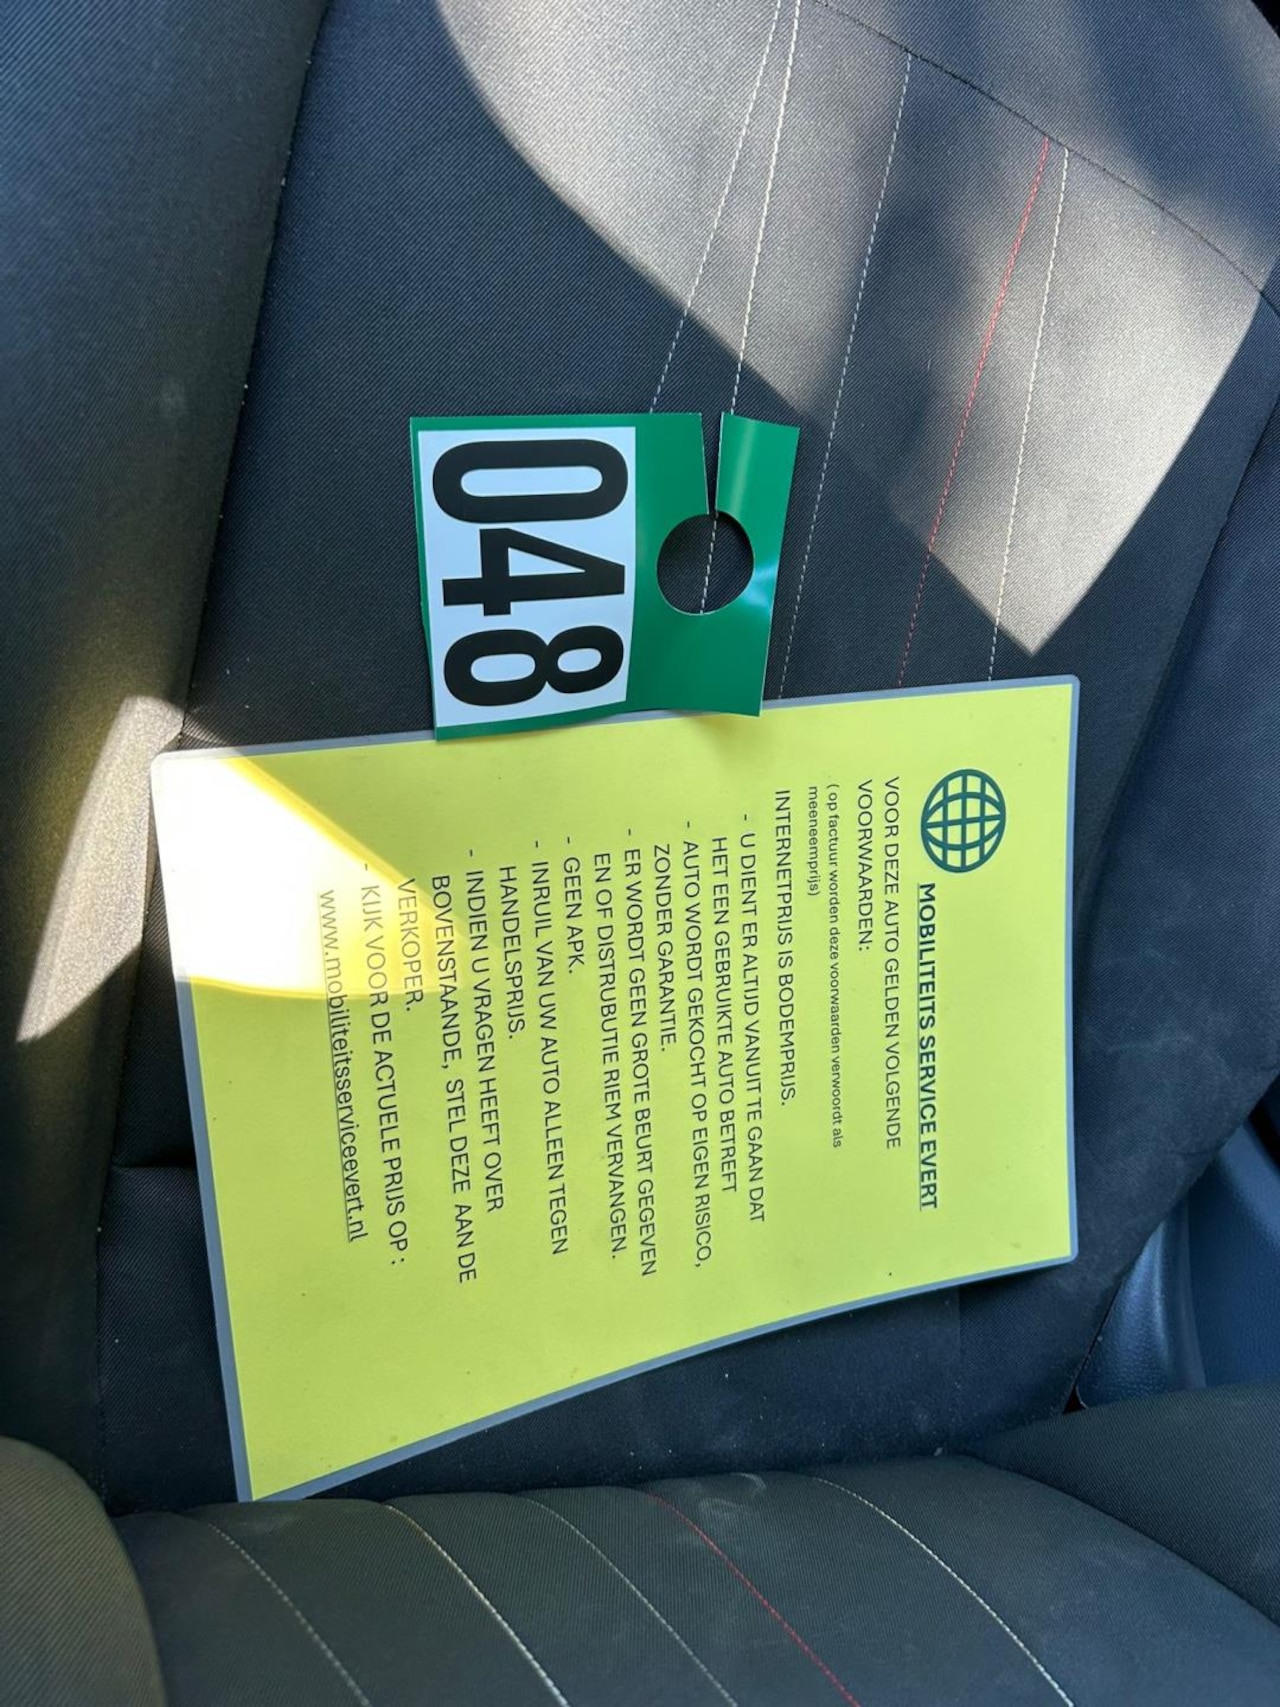 048
MOBILITEITS SERVICE EVERT
VOOR DEZE AUTO GELDEN VOLGENDE
VOORWAARDEN:
( op factuur worden deze voorwaarden verwoordt als
meeneemprijs)
INTERNETPRIJS IS BODEMPRIJS.
- U DIENT ER ALTIJD VANUIT TE GAAN DAT
HET EEN GEBRUIKTE AUTO BETREFT
- AUTO WORDT GEKOCHT OP EIGEN RISICO,
ZONDER GARANTIE.
- ER WORDT GEEN GROTE BEURT GEGEVEN
EN OF DISTRUBUTIE RIEM VERVANGEN.
- GEEN APK.
- INRUIL VAN UW AUTO ALLEEN TEGEN
HANDELSPRIJS.
- INDIEN U VRAGEN HEEFT OVER
BOVENSTAANDE, STEL DEZE AAN DE
VERKOPER.
- KIJK VOOR DE ACTUELE PRIJS OP :
www.mobiliteitsserviceevert.nl